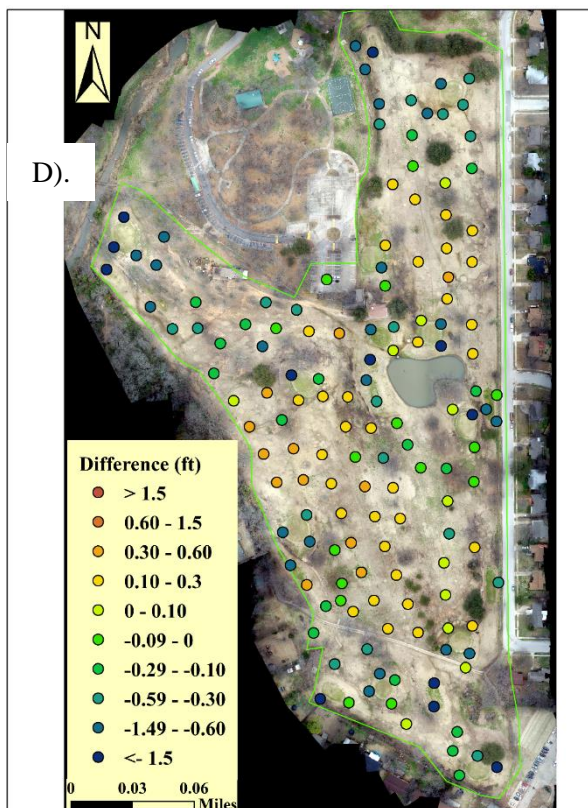 N
D).
Difference (ft)
> 1.5
0.60 - 1.5
0.30 - 0.60
0.10 - 0.3
0 - 0.10
-0.09 - 0
-0.29 - -0.10
-0.59 - -0.30
-1.49 - -0.60
<- 1.5
0 0.03 0.06
Miles